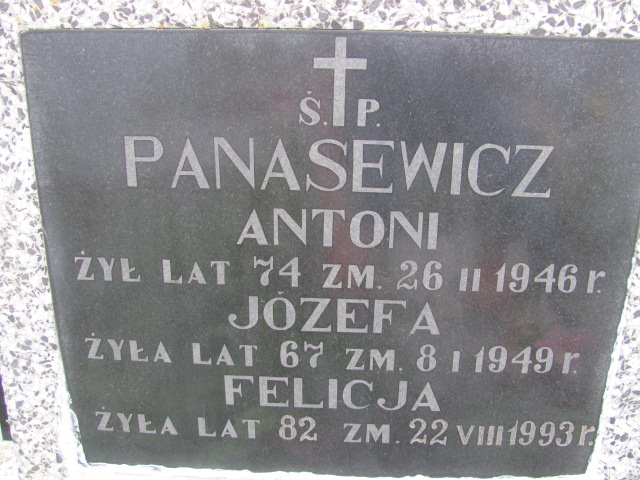 Ś. P.
PANASEWICZ
ANTONI
ŻYŁ LAT 74 ZM. 26 II 1946 r.
JÓZEFA
ŻYŁA LAT 67 ZM. 8 I 1949 r.
FELICJA
ŻYŁA LAT 82 ZM. 22 VIII 1993 r.